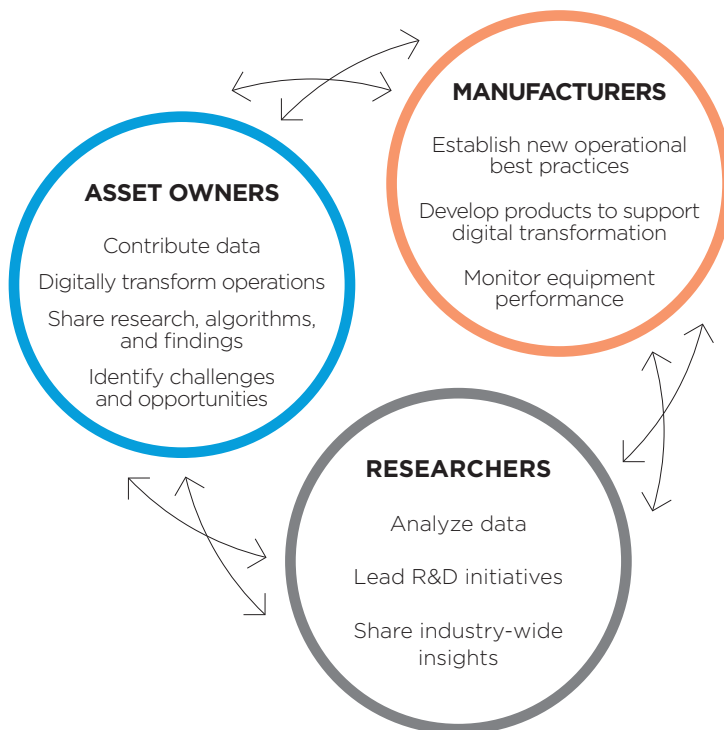 MANUFACTURERS
Establish new operational
best practices
Develop products to support
digital transformation
Monitor equipment
performance
ASSET OWNERS
Contribute data
Digitally transform operations
Share research, algorithms,
and findings
Identify challenges
and opportunities
RESEARCHERS
Analyze data
Lead R&D initiatives
Share industry-wide
insights